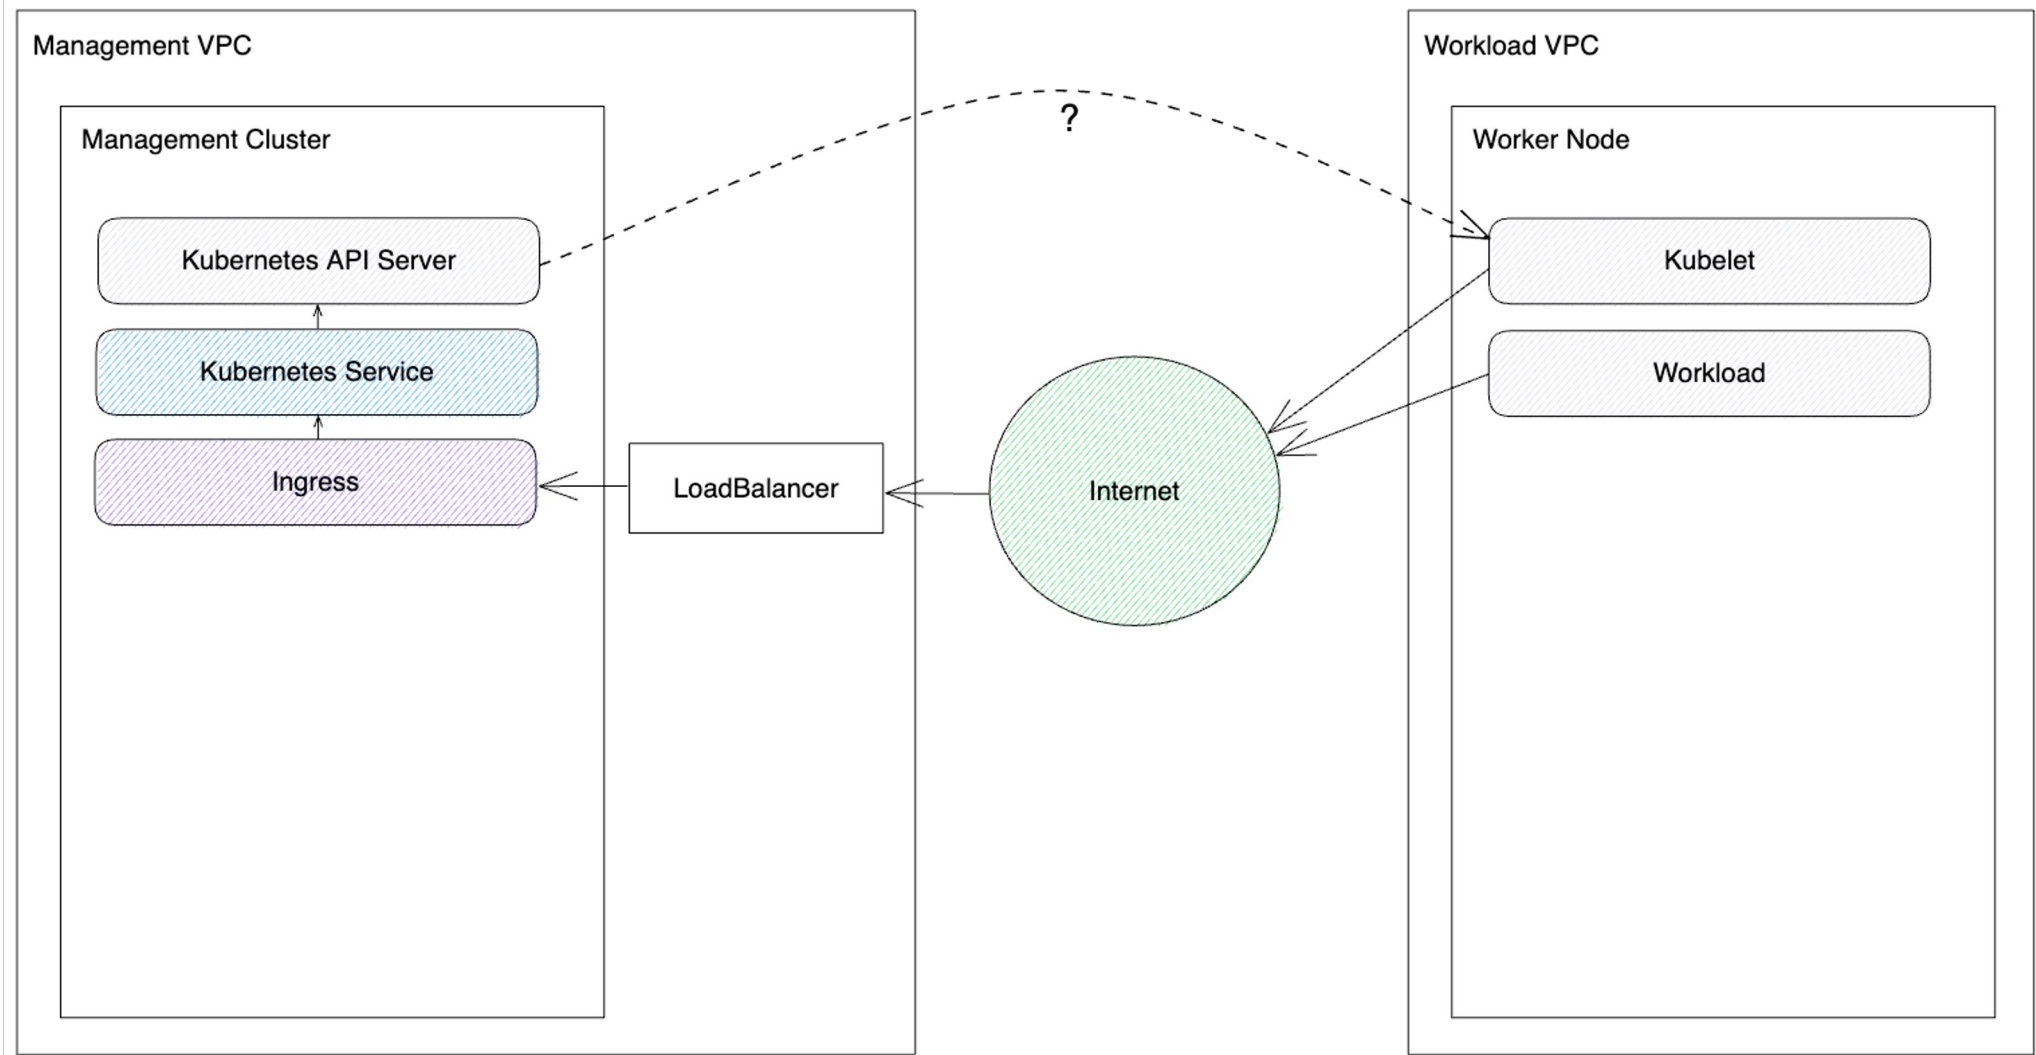 Management VPC
Workload VPC
?
Management Cluster
Worker Node
Kubernetes API Server
Kubelet
Kubernetes Service
Workload
Ingress
LoadBalancer
Internet